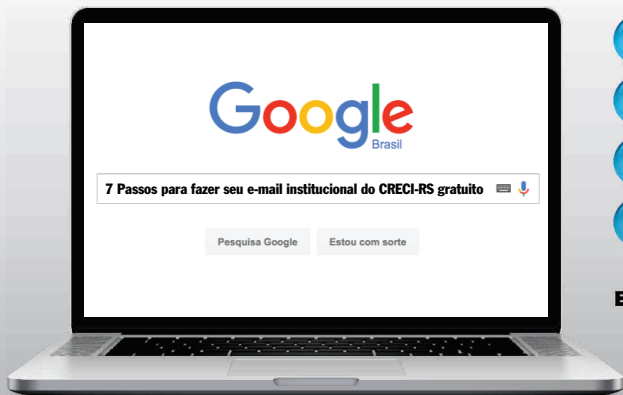 Google
Brasil
7 Passos para fazer seu e-mail institucional do CRECI-RS gratuito
Pesquisa Google Estou com sorte